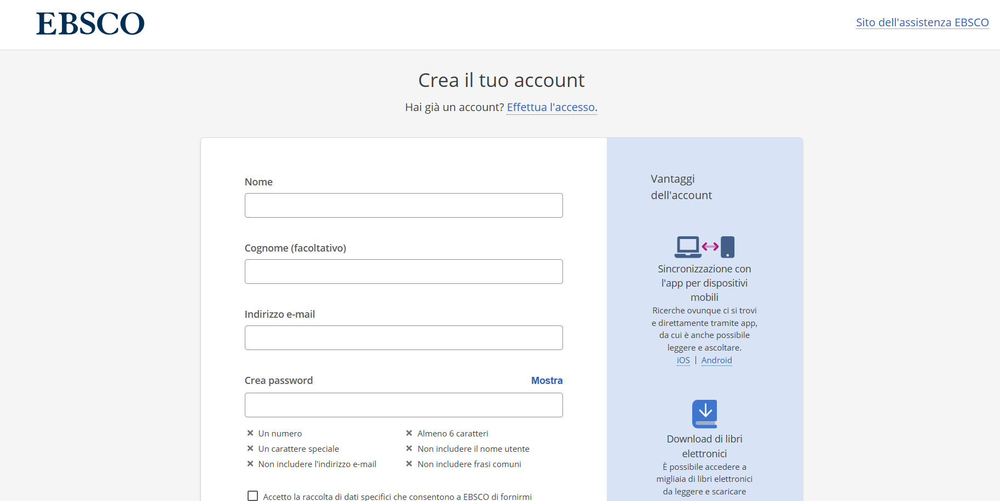 EBSCO
Sito dell'assistenza EBSCO
Crea il tuo account
Hai già un account? Effettua l'accesso.
Nome
Cognome (facoltativo)
Indirizzo e-mail
Crea password
Mostra
Un numero
Almeno 6 caratteri
Un carattere speciale
Non includere il nome utente
Non includere l'indirizzo e-mail
Non includere frasi comuni
Accetto la raccolta di dati specifici che consentono a EBSCO di fornirmi
Vantaggi
dell'account
Sincronizzazione con
l'app per dispositivi
mobili
Ricerche ovunque ci si trovi
e direttamente tramite app,
da cui è anche possibile
leggere e ascoltare.
iOS | Android
Download di libri
elettronici
È possibile accedere a
migliaia di libri elettronici
da leggere e scaricare